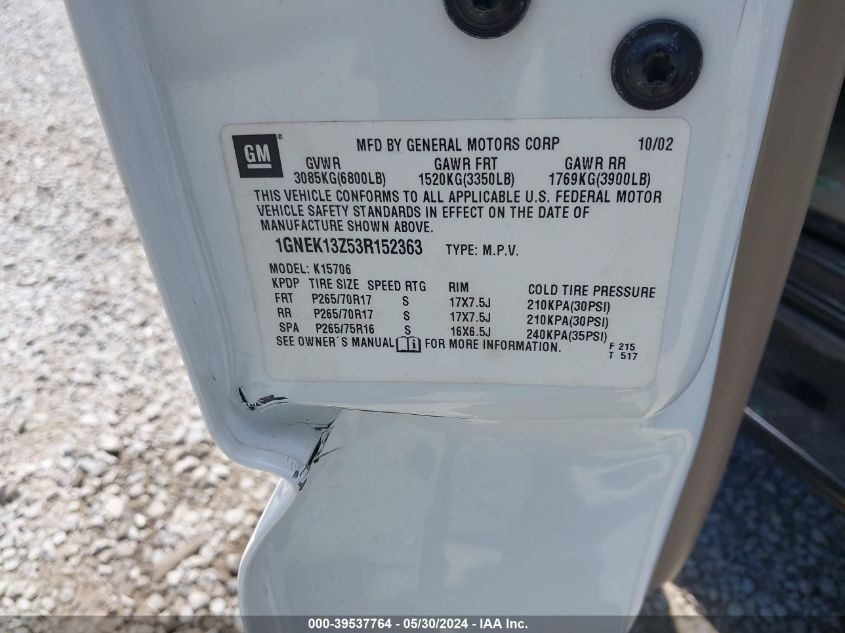 GM
MFD BY GENERAL MOTORS CORP 10/02
GVWR GAWR FRT GAWR RR
3085KG(6800LB) 1520KG(3350LB) 1769KG(3900LB)
THIS VEHICLE CONFORMS TO ALL APPLICABLE U.S. FEDERAL MOTOR
VEHICLE SAFETY STANDARDS IN EFFECT ON THE DATE OF
MANUFACTURE SHOWN ABOVE.
1GNEK13Z53R152363 TYPE: M.P.V.
MODEL: K15706
KPDP TIRE SIZE SPEED RTG RIM COLD TIRE PRESSURE
FRT P265/70R17 S 17X7.5J 210KPA(30PSI)
RR P265/70R17 S 17X7.5J 210KPA(30PSI)
SPA P265/75R16 S 16X6.5J 240KPA(35PSI)
SEE OWNER'S MANUAL FOR MORE INFORMATION.
F 215
T 517
000-39537764 - 05/30/2024 - IAA Inc.